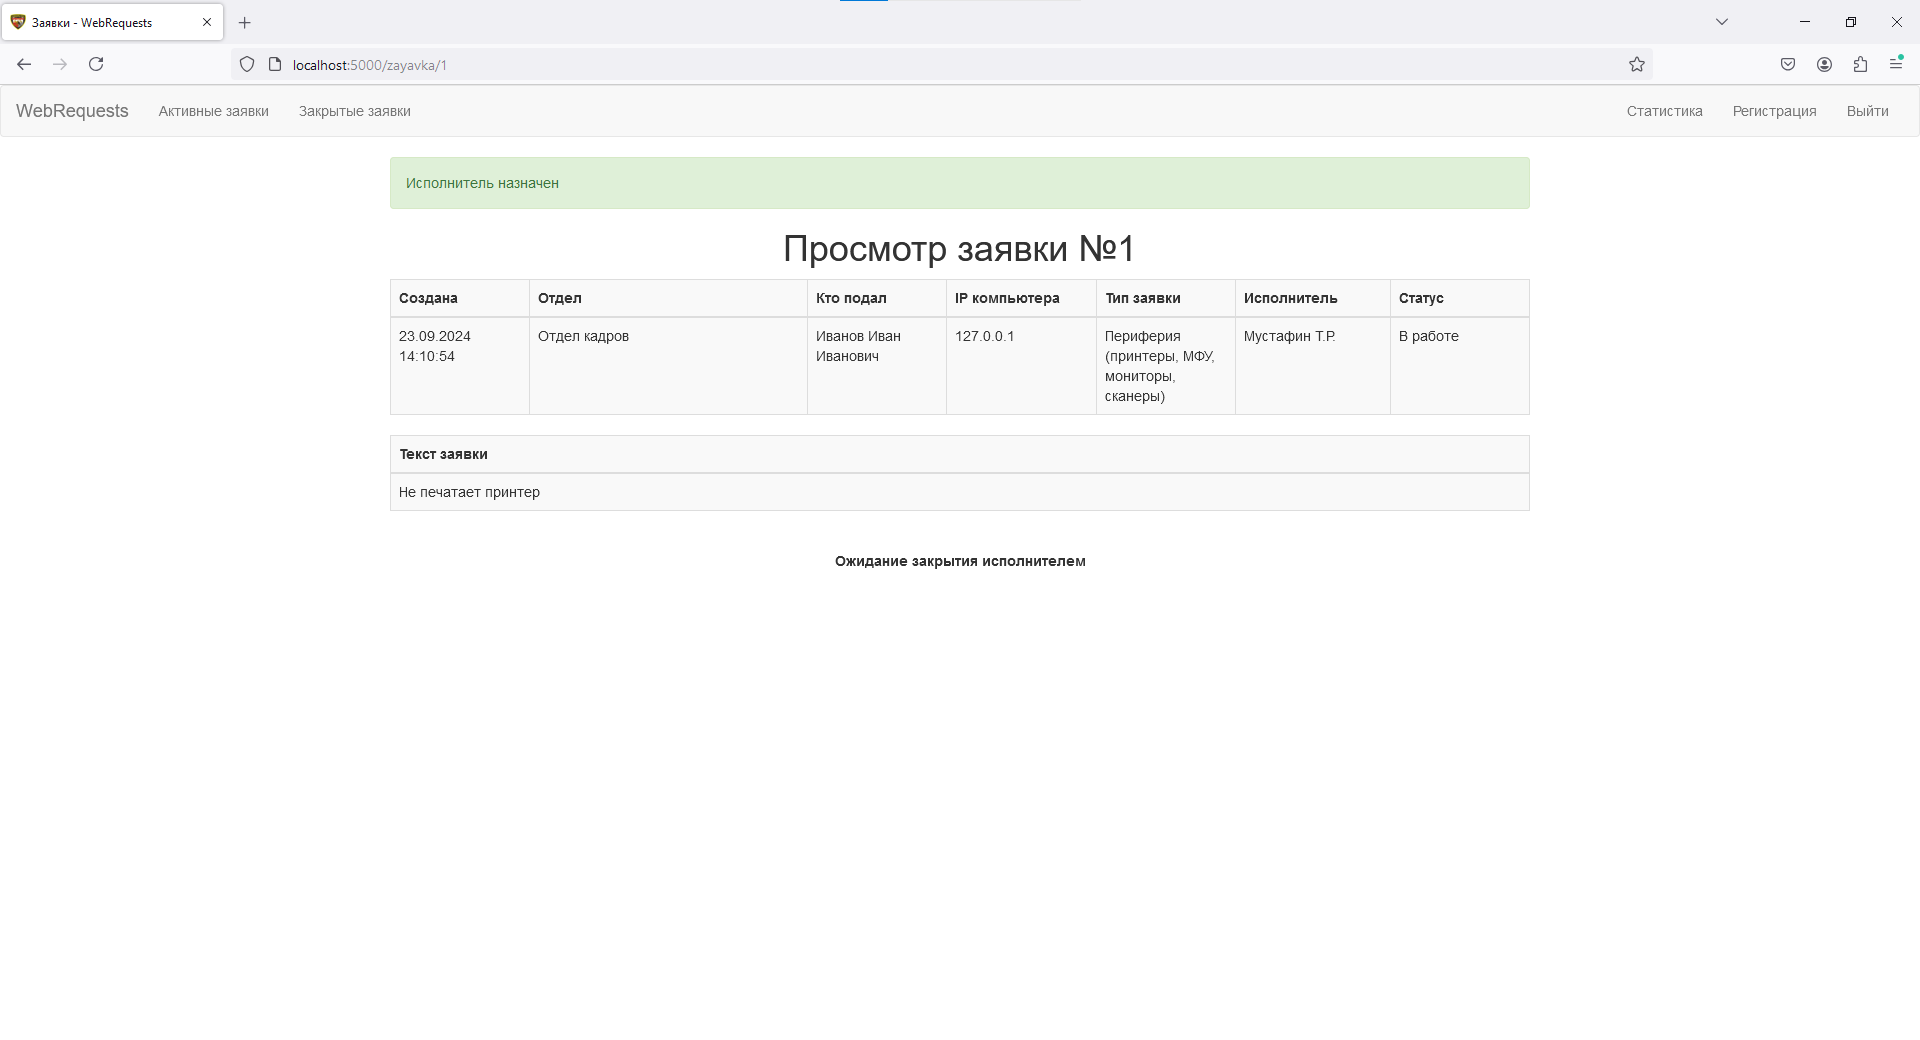 Заявки - WebRequests
localhost:5000/zayavka/1
WebRequests Активные заявки Закрытые заявки Статистика Регистрация Выйти
Исполнитель назначен
Просмотр заявки №1
Создана Отдел Кто подал IP компьютера Тип заявки Исполнитель Статус
23.09.2024 Отдел кадров Иванов Иван 127.0.0.1 Периферия Мустафин Т.Р. В работе
14:10:54 Иванович (принтеры, МФУ,
мониторы,
сканеры)
Текст заявки
Не печатает принтер
Ожидание закрытия исполнителем